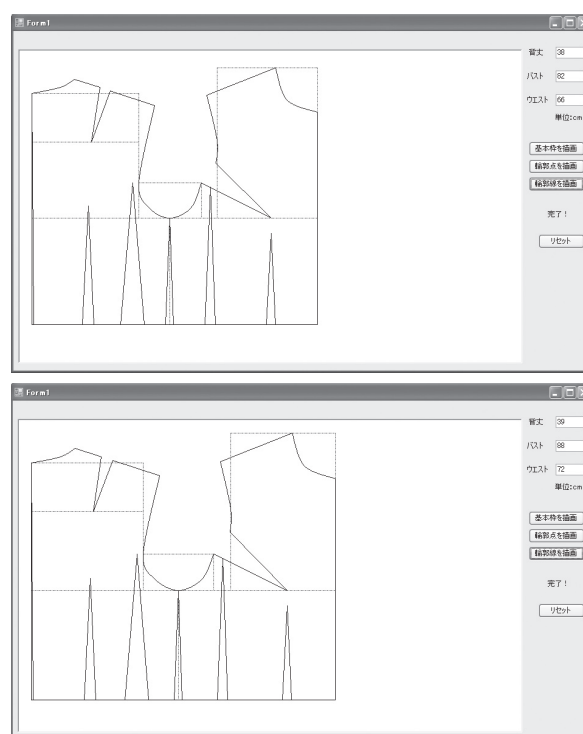 Form1
背丈 38
バスト 82
ウエスト 66
単位:cm
基本枠を描画
輪郭点を描画
輪郭線を描画
完了！
リセット
Form1
背丈 39
バスト 88
ウエスト 72
単位:cm
基本枠を描画
輪郭点を描画
輪郭線を描画
完了！
リセット